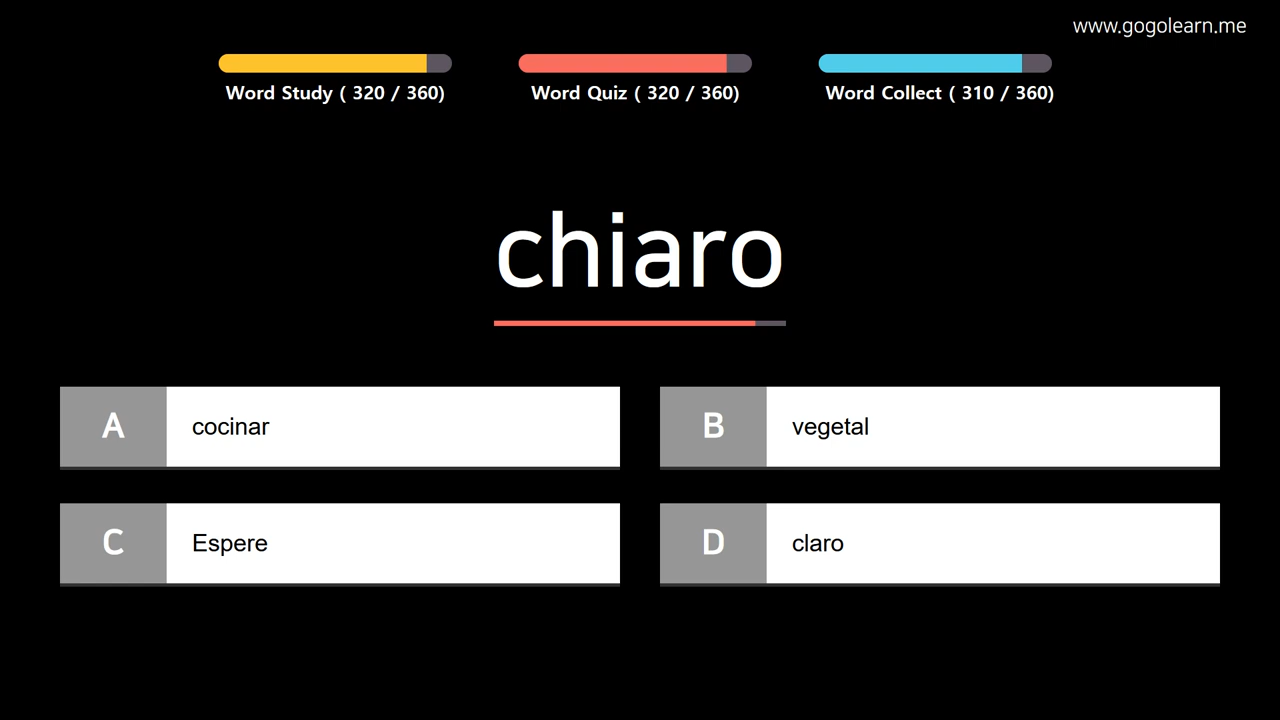 www.gogolearn.me
Word Study ( 320 / 360)
Word Quiz ( 320 / 360)
Word Collect ( 310 / 360)
chiaro
A cocinar
B vegetal
C Espere
D claro